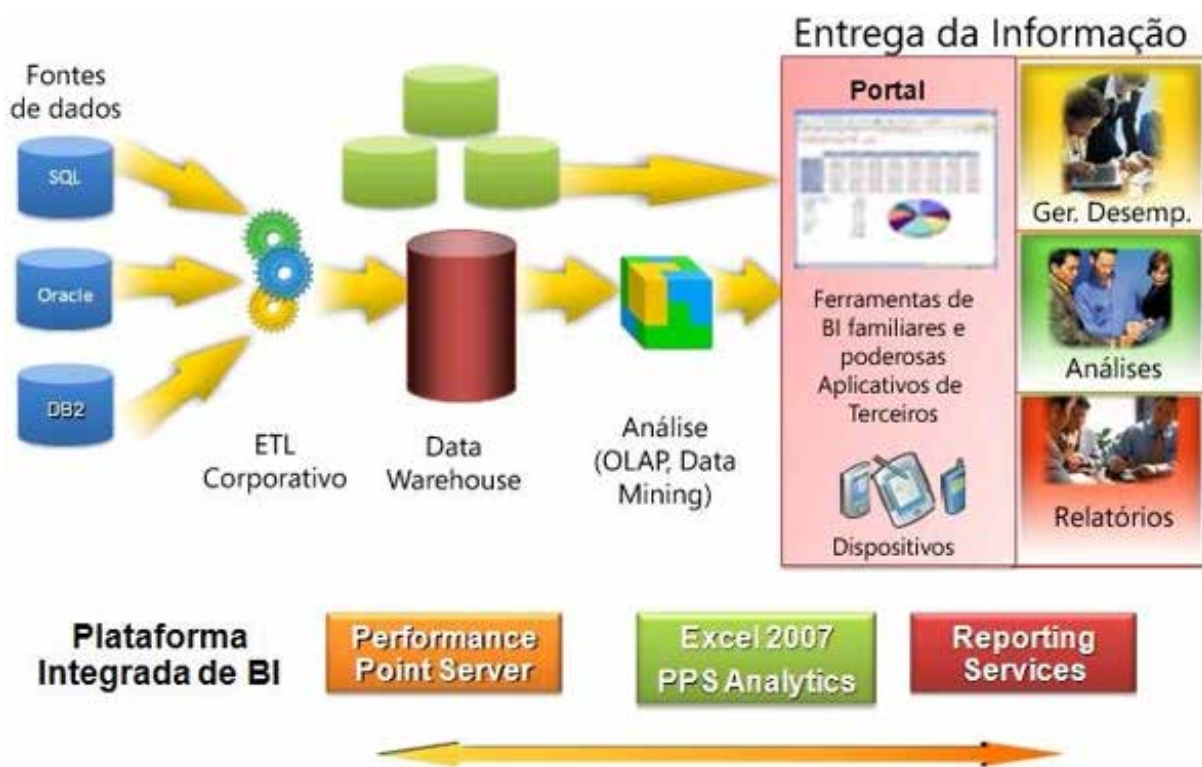 Entrega da Informação
Fontes
de dados
SQL
Oracle
DB2
ETL
Corporativo
Data
Warehouse
Análise
(OLAP, Data
Mining)
Portal
Ferramentas de
BI familiares e
poderosas
Aplicativos de
Terceiros
Dispositivos
Ger. Desemp.
Análises
Relatórios
Plataforma
Integrada de BI
Performance
Point Server
Excel 2007
PPS Analytics
Reporting
Services